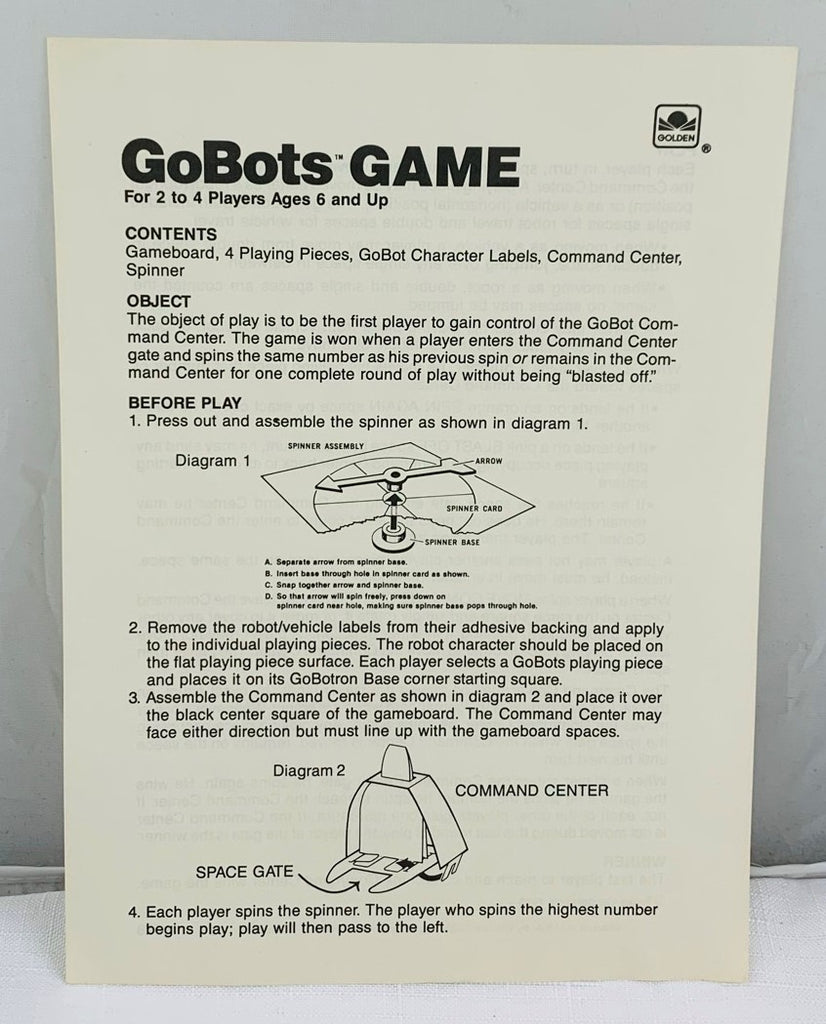 GOLDEN
®
GoBots™ GAME
For 2 to 4 Players Ages 6 and Up
CONTENTS
Gameboard, 4 Playing Pieces, GoBot Character Labels, Command Center,
Spinner
OBJECT
The object of play is to be the first player to gain control of the GoBot Com-
mand Center. The game is won when a player enters the Command Center
gate and spins the same number as his previous spin or remains in the Com-
mand Center for one complete round of play without being “blasted off.”
BEFORE PLAY
1. Press out and assemble the spinner as shown in diagram 1.
Diagram 1
SPINNER ASSEMBLY
ARROW
SPINNER CARD
SPINNER BASE
A. Separate arrow from spinner base.
B. Insert base through hole in spinner card as shown.
C. Snap together arrow and spinner base.
D. So that arrow will spin freely, press down on
spinner card near hole, making sure spinner base pops through hole.
2. Remove the robot/vehicle labels from their adhesive backing and apply
to the individual playing pieces. The robot character should be placed on
the flat playing piece surface. Each player selects a GoBots playing piece
and places it on its GoBotron Base corner starting square.
3. Assemble the Command Center as shown in diagram 2 and place it over
the black center square of the gameboard. The Command Center may
face either direction but must line up with the gameboard spaces.
Diagram 2
COMMAND CENTER
SPACE GATE
4. Each player spins the spinner. The player who spins the highest number
begins play; play will then pass to the left.